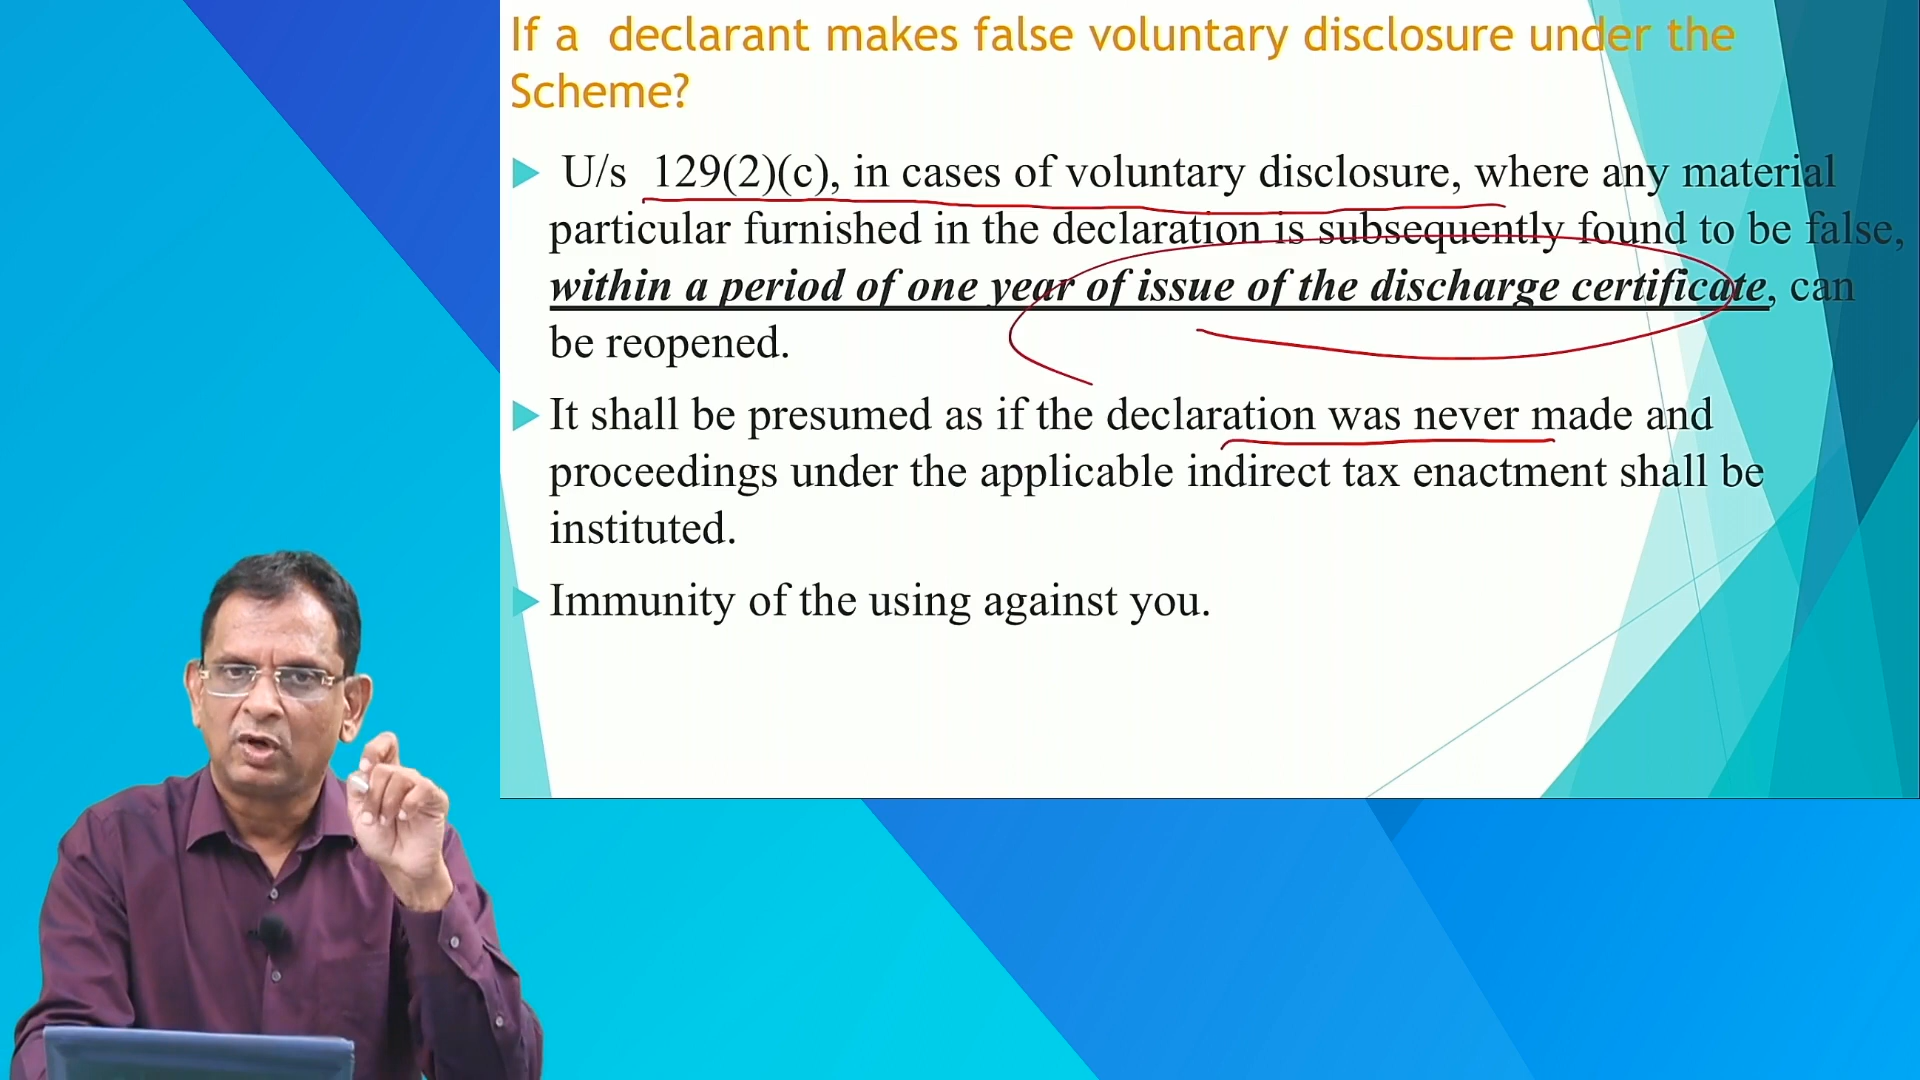 If a declarant makes false voluntary disclosure under the
Scheme?
U/s 129(2)(c), in cases of voluntary disclosure, where any material
particular furnished in the declaration is subsequently found to be false,
within a period of one year of issue of the discharge certificate, can
be reopened.
It shall be presumed as if the declaration was never made and
proceedings under the applicable indirect tax enactment shall be
instituted.
Immunity of the using against you.